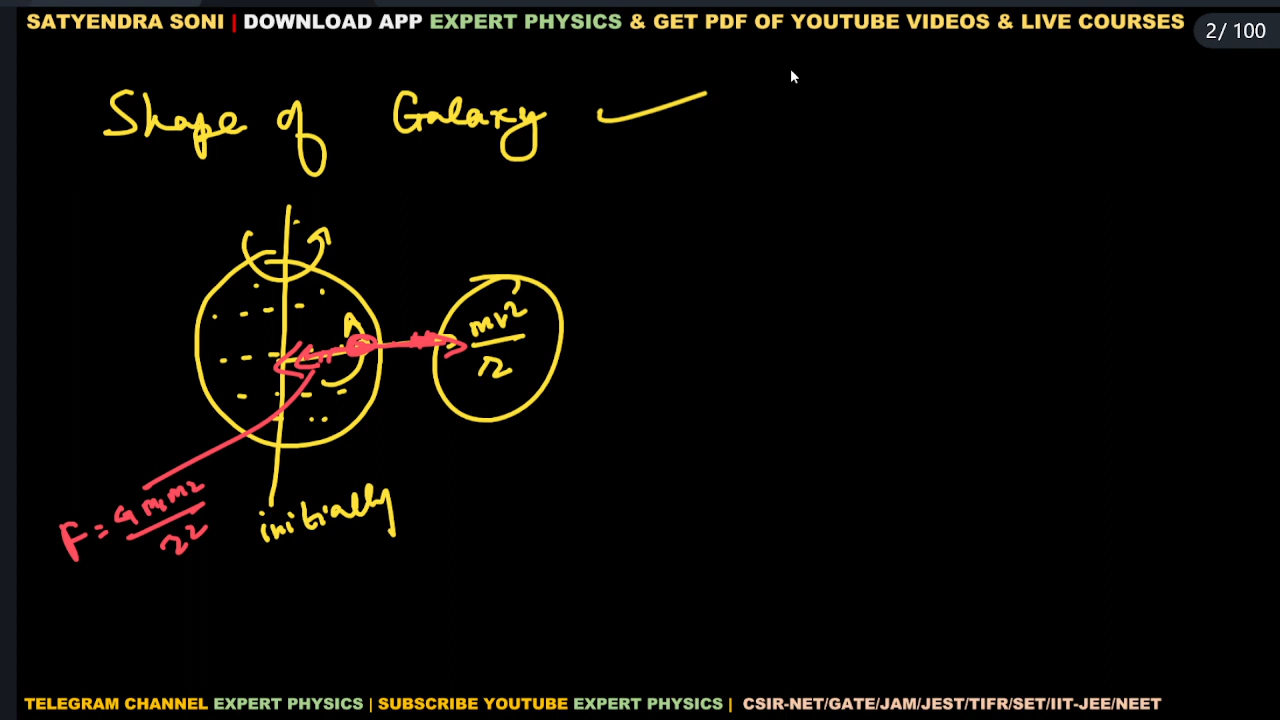 SATYENDRA SONI | DOWNLOAD APP EXPERT PHYSICS & GET PDF OF YOUTUBE VIDEOS & LIVE COURSES
2/ 100
Shape of Galaxy
A
mv²/r
F = G m₁m₂/r²
initially
TELEGRAM CHANNEL EXPERT PHYSICS | SUBSCRIBE YOUTUBE EXPERT PHYSICS | CSIR-NET/GATE/JAM/JEST/TIFR/SET/IIT-JEE/NEET